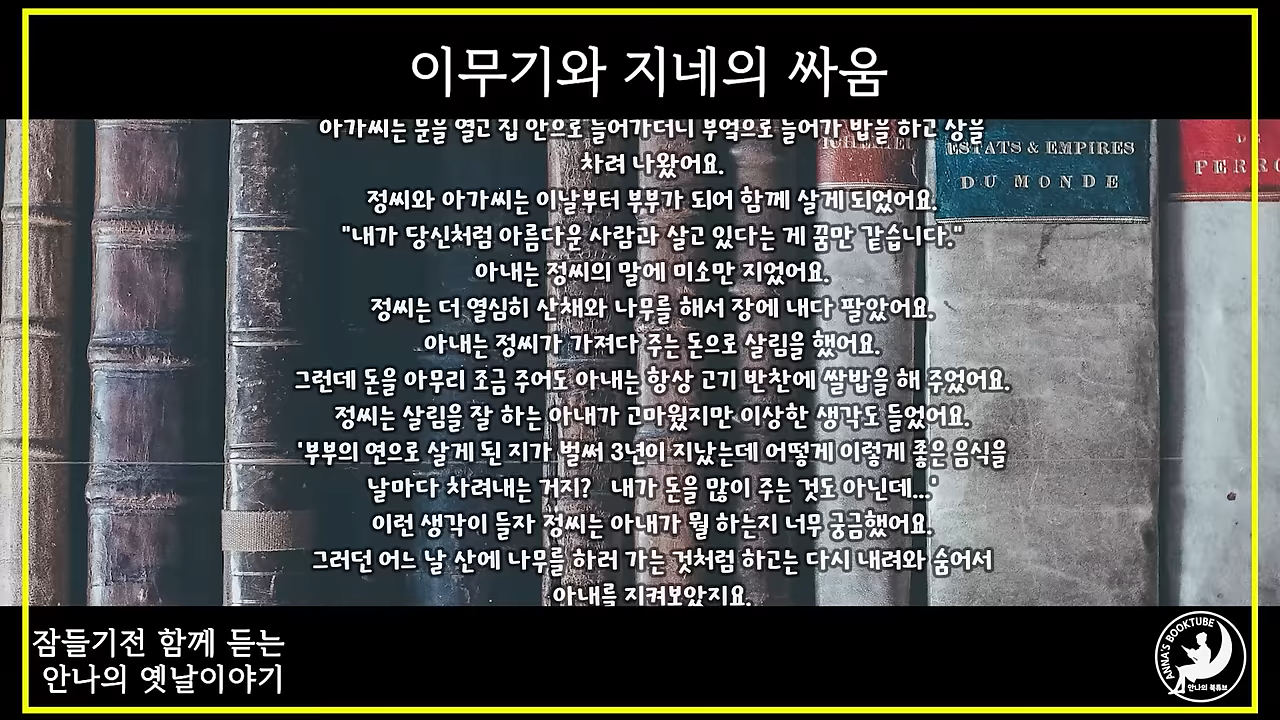 이무기와 지네의 싸움
아가씨는 문을 열고 집 안으로 들어가더니 부엌으로 들어가 밥을 하고 상을
차려 나왔어요.
정씨와 아가씨는 이날부터 부부가 되어 함께 살게 되었어요.
"내가 당신처럼 아름다운 사람과 살고 있다는 게 꿈만 같습니다."
아내는 정씨의 말에 미소만 지었어요.
정씨는 더 열심히 산채와 나무를 해서 장에 내다 팔았어요.
아내는 정씨가 가져다 주는 돈으로 살림을 했어요.
그런데 돈을 아무리 조금 주어도 아내는 항상 고기 반찬에 쌀밥을 해 주었어요.
정씨는 살림을 잘 하는 아내가 고마웠지만 이상한 생각도 들었어요.
'부부의 연으로 살게 된 지가 벌써 3년이 지났는데 어떻게 이렇게 좋은 음식을
날마다 차려내는 거지? 내가 돈을 많이 주는 것도 아닌데...'
이런 생각이 들자 정씨는 아내가 뭘 하는지 너무 궁금했어요.
그러던 어느 날 산에 나무를 하러 가는 것처럼 하고는 다시 내려와 숨어서
아내를 지켜보았지요.
ESTATS & EMPIRES
DU MONDE
DE
FERRO
잠들기전 함께 듣는
안나의 옛날이야기
ANNA'S BOOKTUBE
안나의 북튜브